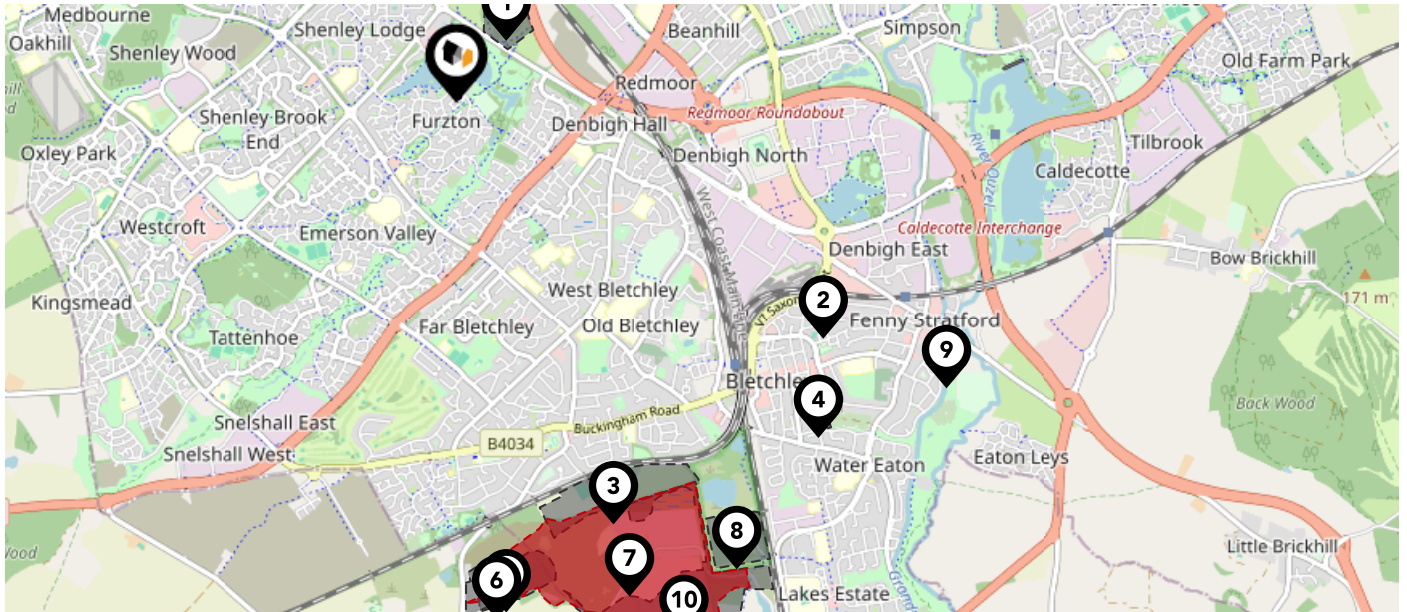 Medbourne
Oakhill
Shenley Wood
Shenley Lodge
1
Beanhill
Simpson
Old Farm Park
Redmoor
Redmoor Roundabout
Furzton
Denbigh Hall
Shenley Brook
End
Oxley Park
Denbigh North
Tilbrook
River Ouzel
Caldecotte
Westcroft
Emerson Valley
West Coast Main Line
Caldecotte Interchange
Denbigh East
Bow Brickhill
171 m
Kingsmead
West Bletchley
V7 Saxon
2
Fenny Stratford
Tattenhoe
Far Bletchley
Old Bletchley
9
Bletchley
4
Back Wood
Snelshall East
Buckingham Road
B4034
Snelshall West
Water Eaton
Eaton Leys
3
8
Wood
7
6
10
Little Brickhill
Lakes Estate
Grand